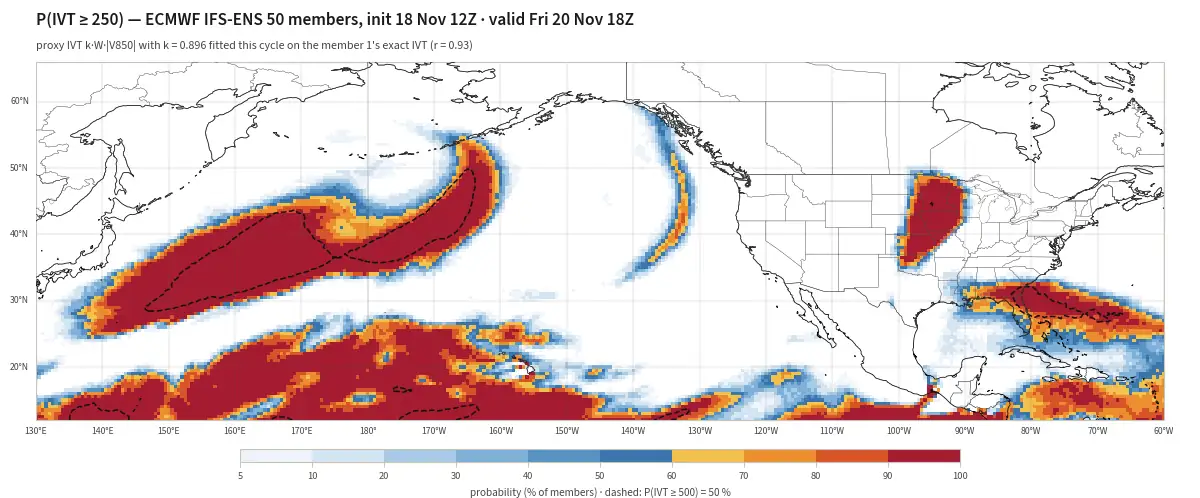 P(IVT ≥ 250) — ECMWF IFS-ENS 50 members, init 18 Nov 12Z · valid Fri 20 Nov 18Z
proxy IVT k·W·|V850| with k = 0.896 fitted this cycle on the member 1's exact IVT (r = 0.93)
60°N
50°N
40°N
30°N
20°N
130°E 140°E 150°E 160°E 170°E 180° 170°W 160°W 150°W 140°W 130°W 120°W 110°W 100°W 90°W 80°W 70°W 60°W
5 10 20 30 40 50 60 70 80 90 100
probability (% of members) · dashed: P(IVT ≥ 500) = 50 %